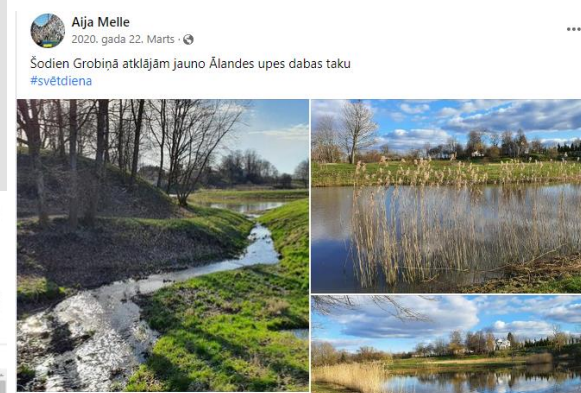 Aija Melle
2020. gada 22. Marts ·
Šodien Grobiņā atklājām jauno Ālandes upes dabas taku
#svētdiena